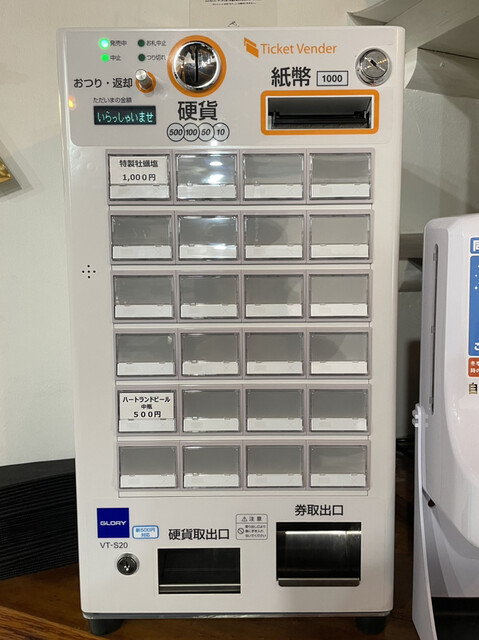 発売中
お札中止
中止
つり切れ
Ticket Vender
おつり・返却
紙幣 1000
ただいまの金額
いらっしゃいませ
硬貨
500 100 50 10
特製牡蠣塩
1,000円
ハートランドビール
中瓶
500円
GLORY
新500円
対応
VT-S20
硬貨取出口
注意
券取出口
同
自